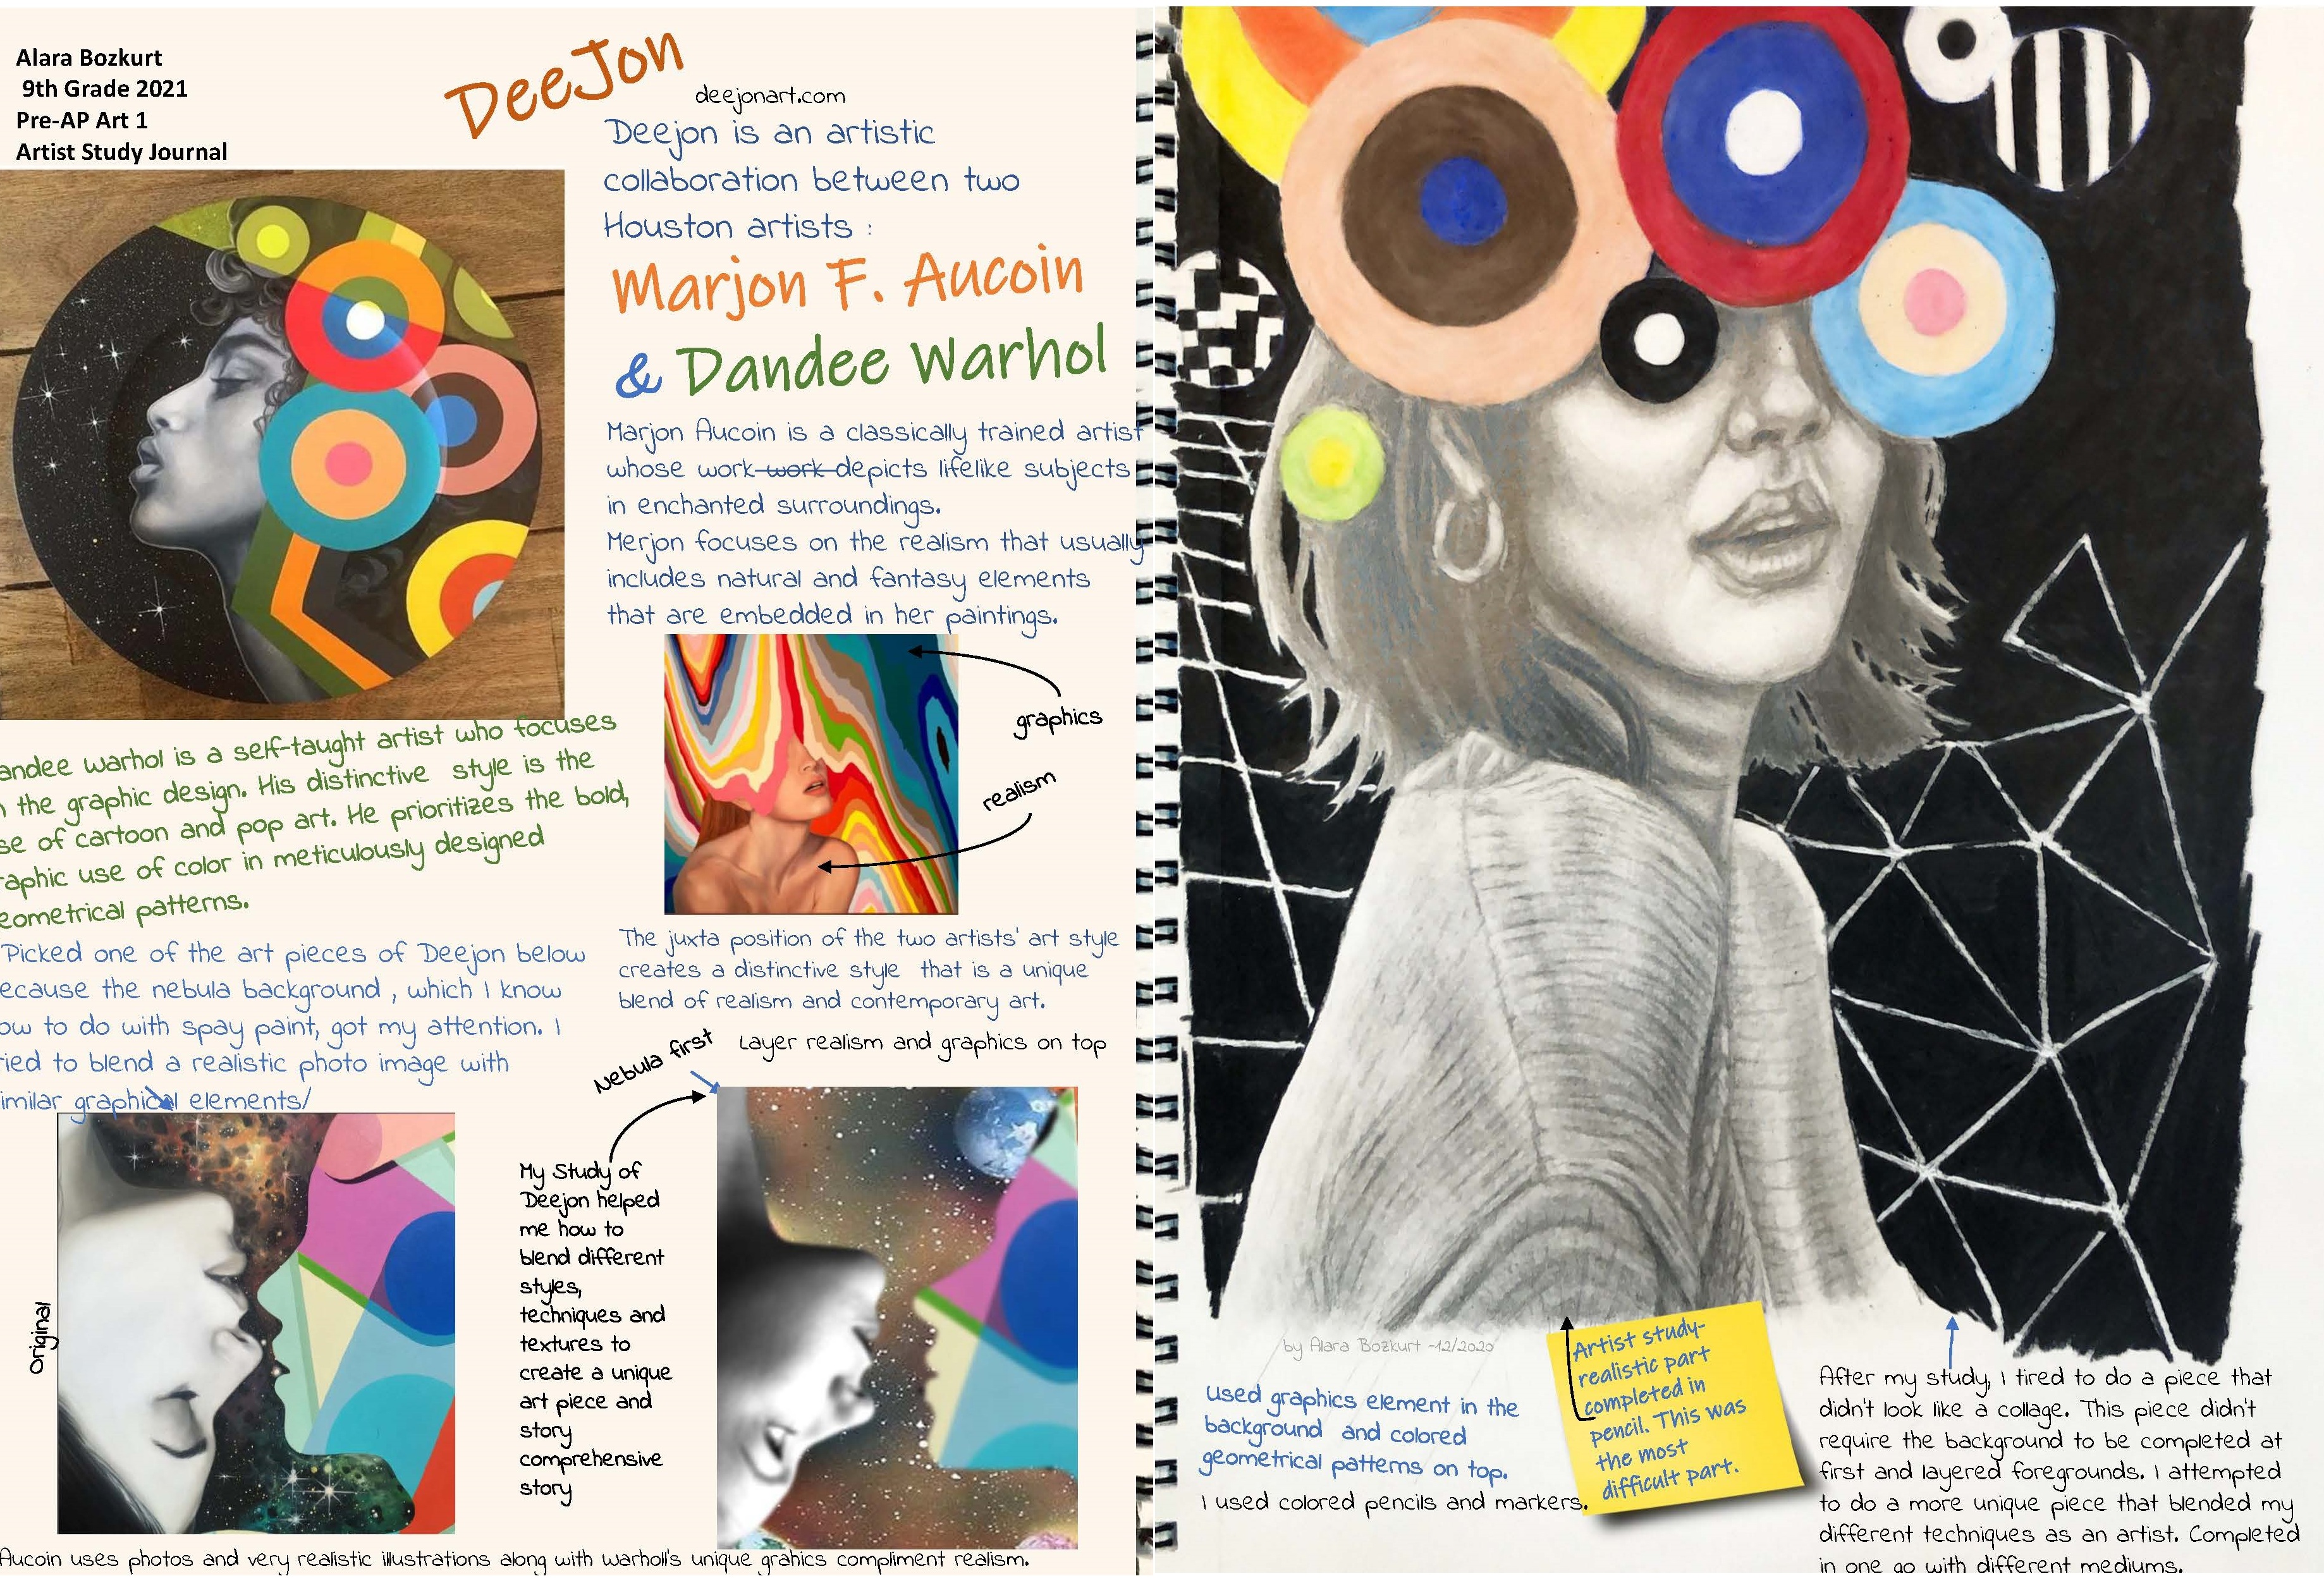 Alara Bozkurt
9th Grade 2021
Pre-AP Art 1
Artist Study Journal
DeeJon
deejonart.com
Deejon is an artistic
collaboration between two
Houston artists :
Marjon F. Aucoin
& Dandee Warhol
Marjon Aucoin is a classically trained artist
whose work work depicts lifelike subjects
in enchanted surroundings.
Merjon focuses on the realism that usually
includes natural and fantasy elements
that are embedded in her paintings.
graphics
realism
andee Warhol is a self-taught artist who focuses
n the graphic design. His distinctive style is the
se of cartoon and pop art. He prioritizes the bold,
raphic use of color in meticulously designed
eometrical patterns.
Picked one of the art pieces of Deejon below
ecause the nebula background , which I know
ow to do with spay paint, got my attention. I
ried to blend a realistic photo image with
imilar graphical elements/
The juxta position of the two artists' art style
creates a distinctive style that is a unique
blend of realism and contemporary art.
Nebula first
Layer realism and graphics on top
Original
My Study of
Deejon helped
me how to
blend different
styles,
techniques and
textures to
create a unique
art piece and
story
comprehensive
story
Aucoin uses photos and very realistic illustrations along with Warholl's unique grahics compliment realism.
by Alara Bozkurt -12/2020
used graphics element in the
background and colored
geometrical patterns on top.
I used colored pencils and markers.
Artist study-
realistic part
completed in
pencil. This was
the most
difficult part.
After my study, I tired to do a piece that
didn't look like a collage. This piece didn't
require the background to be completed at
first and layered foregrounds. I attempted
to do a more unique piece that blended my
different techniques as an artist. Completed
in one go with different mediums.